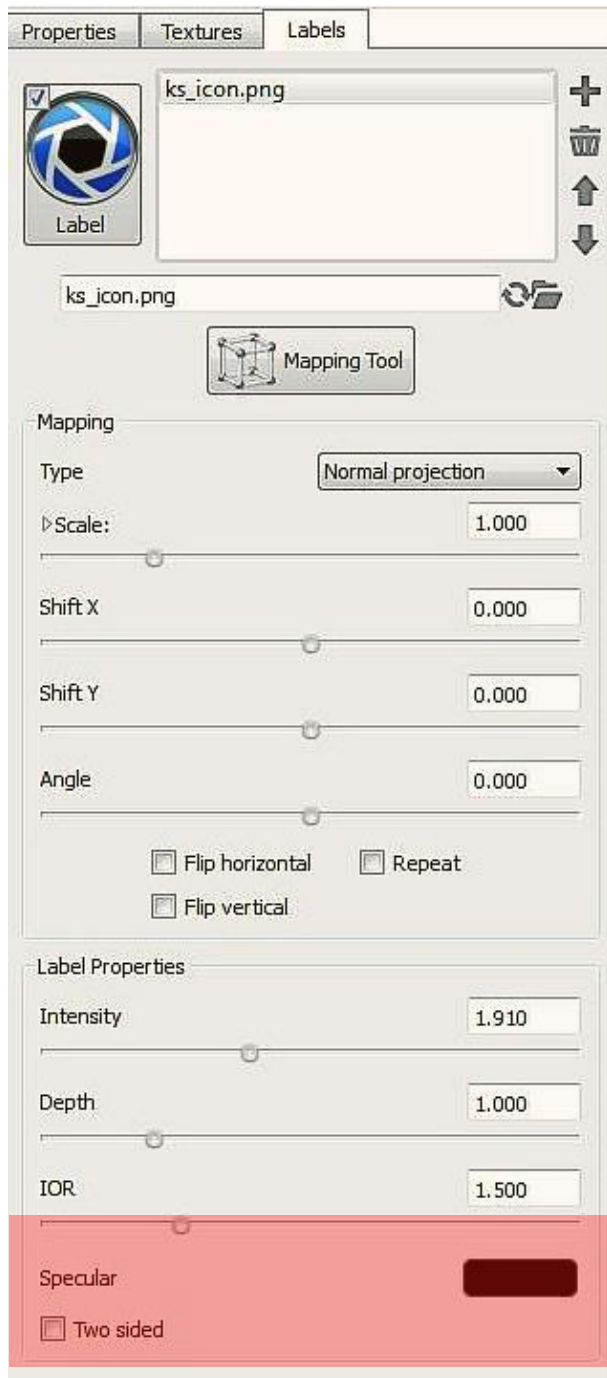 Properties Textures Labels
ks_icon.png
Label
ks_icon.png
Mapping Tool
Mapping
Type Normal projection
Scale: 1.000
Shift X 0.000
Shift Y 0.000
Angle 0.000
Flip horizontal Repeat
Flip vertical
Label Properties
Intensity 1.910
Depth 1.000
IOR 1.500
Specular
Two sided